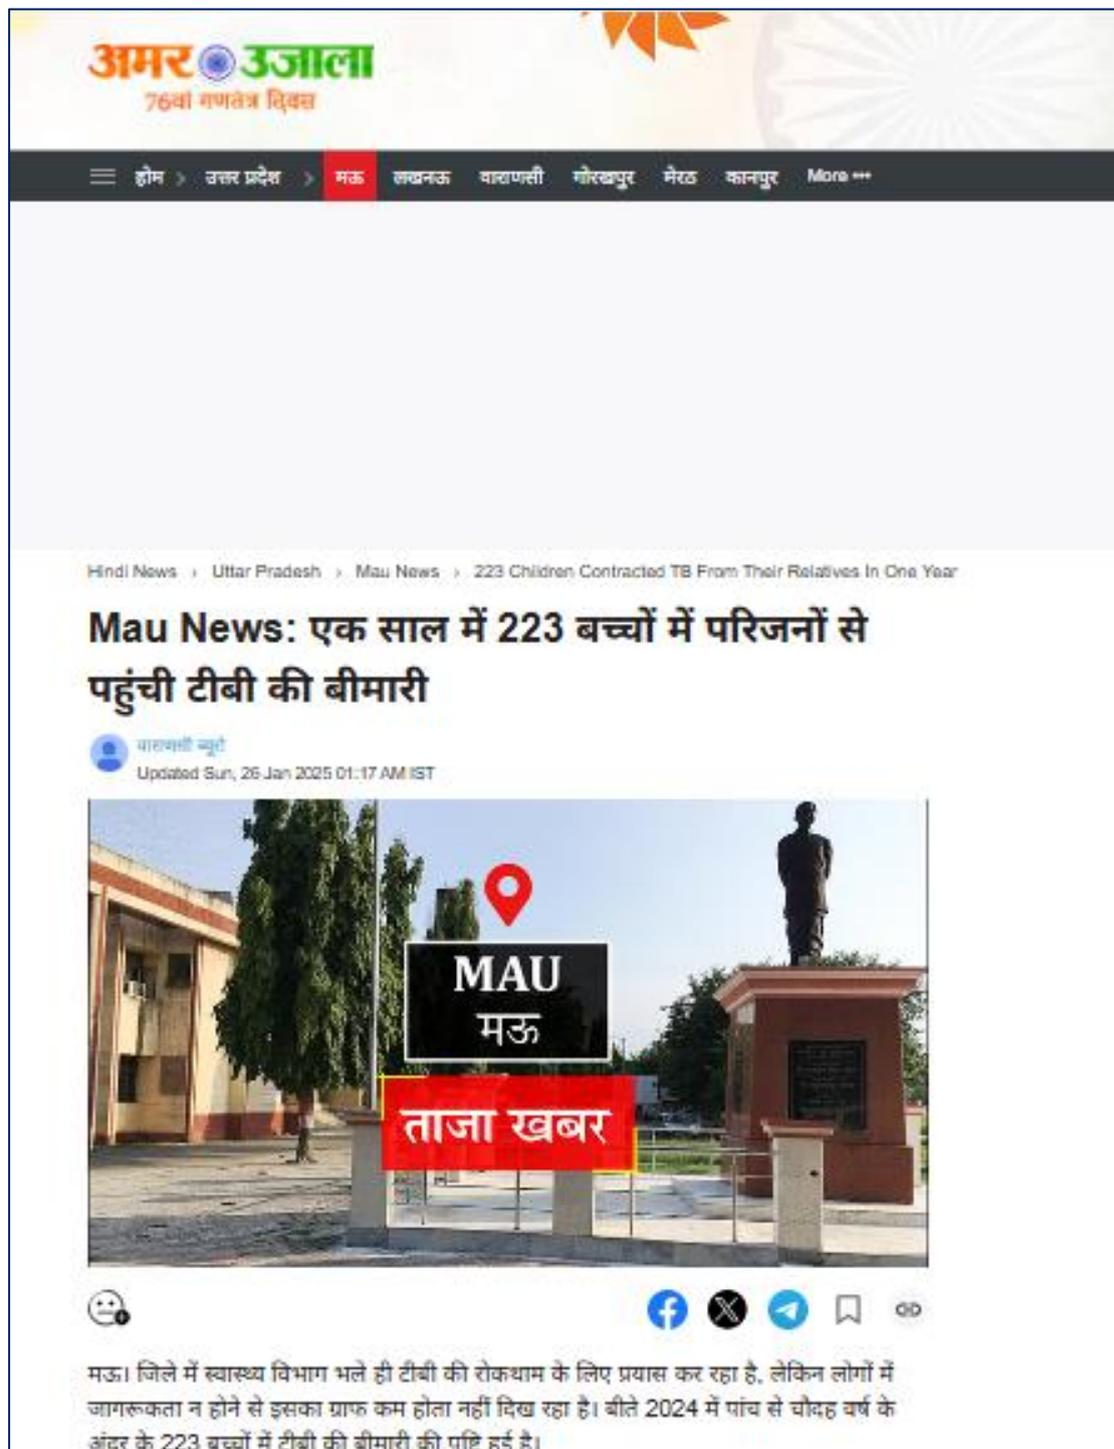 अमर उजाला
76वां गणतंत्र दिवस
होम > उत्तर प्रदेश > मऊ लखनऊ वाराणसी गोरखपुर मेरठ कानपुर More •••
Hindi News > Uttar Pradesh > Mau News > 223 Children Contracted TB From Their Relatives In One Year
Mau News: एक साल में 223 बच्चों में परिजनों से
पहुंची टीबी की बीमारी
वाराणसी ब्यूरो
Updated Sun, 26 Jan 2025 01:17 AM IST
MAU
मऊ
ताजा खबर
मऊ। जिले में स्वास्थ्य विभाग भले ही टीबी की रोकथाम के लिए प्रयास कर रहा है, लेकिन लोगों में
जागरूकता न होने से इसका ग्राफ कम होता नहीं दिख रहा है। बीते 2024 में पांच से चौदह वर्ष के
अंदर के 223 बच्चों में टीबी की बीमारी की पुष्टि हुई है।